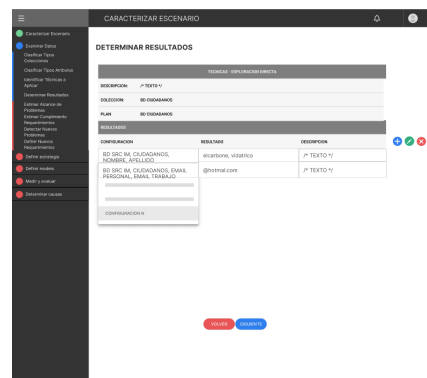 CARACTERIZAR ESCENARIO
Caracterizar Escenario
Examinar Datos
Clasificar Tipos
Colecciones
Clasificar Tipos Atributos
Identificar Técnicas a
Aplicar
Determinar Resultados
Estimar Alcance de
Problemas
Estimar Cumplimiento
Requerimientos
Detectar Nuevos
Problemas
Definir Nuevos
Requerimientos
Definir estrategia
Definir modelo
Medir y evaluar
Determinar causas
DETERMINAR RESULTADOS
TECNICAS - EXPLORACION DIRECTA
DESCRIPCION: /* TEXTO */
COLECCION: BD CIUDADANOS
PLAN BD CIUDADANOS
RESULTADOS
CONFIGURACION RESULTADO DESCRIPCION
BD SRC IM, CIUDADANOS, NOMBRE, APELLIDO elcarbone, vidatrico /* TEXTO */
BD SRC IM, CIUDADANOS, EMAIL PERSONAL, EMAIL TRABAJO @hotmal.com /* TEXTO */
CONFIGURACION N
VOLVER SIGUIENTE